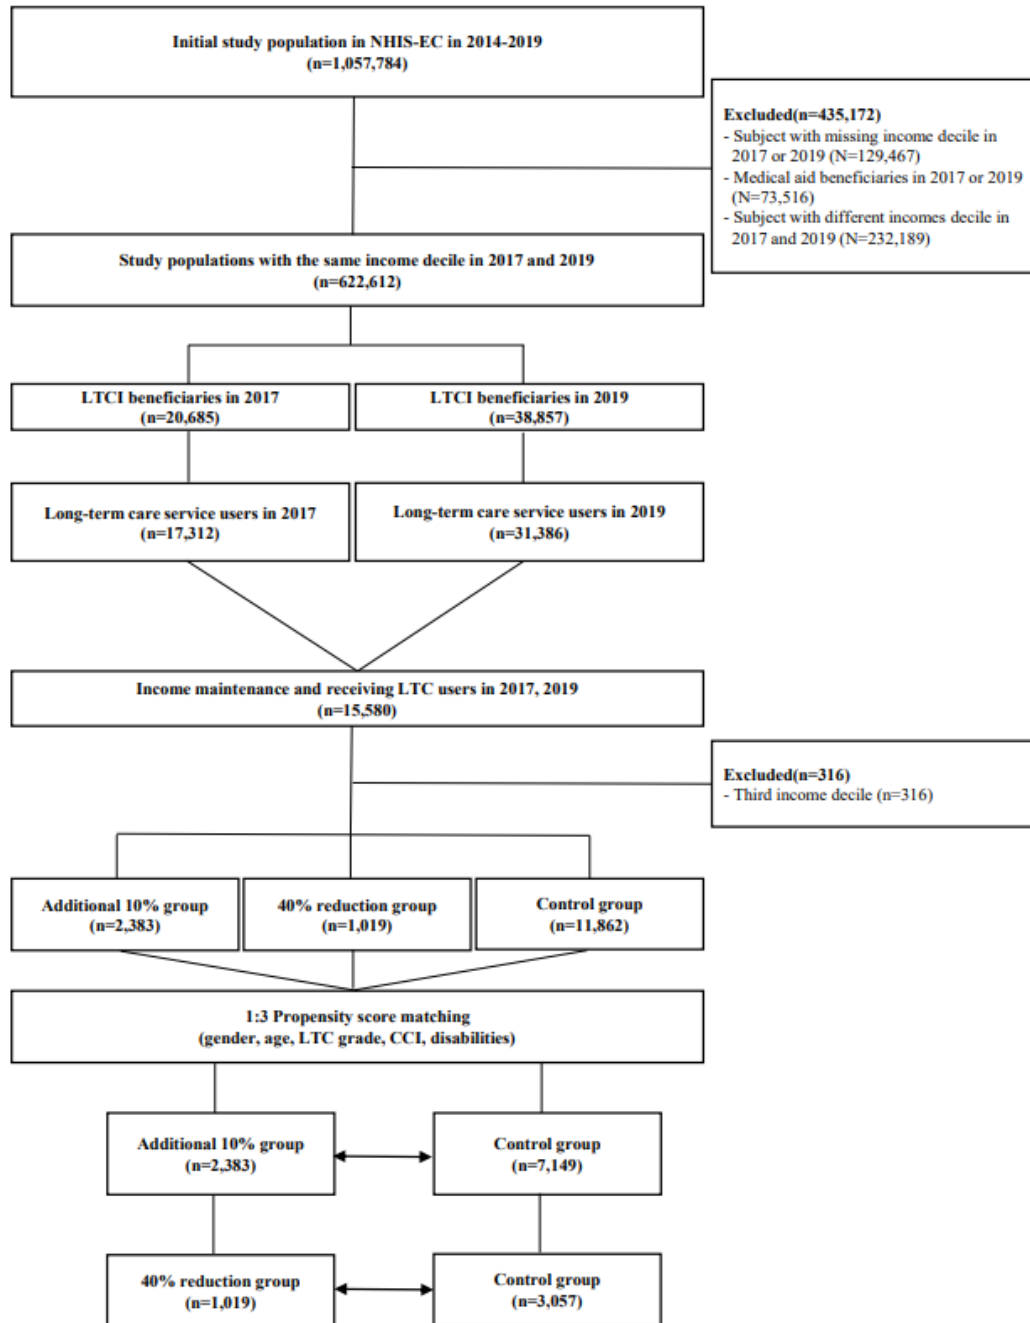 Initial study population in NHIS-EC in 2014-2019
(n=1,057,784)
Excluded(n=435,172)
- Subject with missing income decile in
2017 or 2019 (N=129,467)
- Medical aid beneficiaries in 2017 or 2019
(N=73,516)
- Subject with different incomes decile in
2017 and 2019 (N=232,189)
Study populations with the same income decile in 2017 and 2019
(n=622,612)
LTCI beneficiaries in 2017
(n=20,685)
LTCI beneficiaries in 2019
(n=38,857)
Long-term care service users in 2017
(n=17,312)
Long-term care service users in 2019
(n=31,386)
Income maintenance and receiving LTC users in 2017, 2019
(n=15,580)
Excluded(n=316)
- Third income decile (n=316)
Additional 10% group
(n=2,383)
40% reduction group
(n=1,019)
Control group
(n=11,862)
1:3 Propensity score matching
(gender, age, LTC grade, CCI, disabilities)
Additional 10% group
(n=2,383)
Control group
(n=7,149)
40% reduction group
(n=1,019)
Control group
(n=3,057)